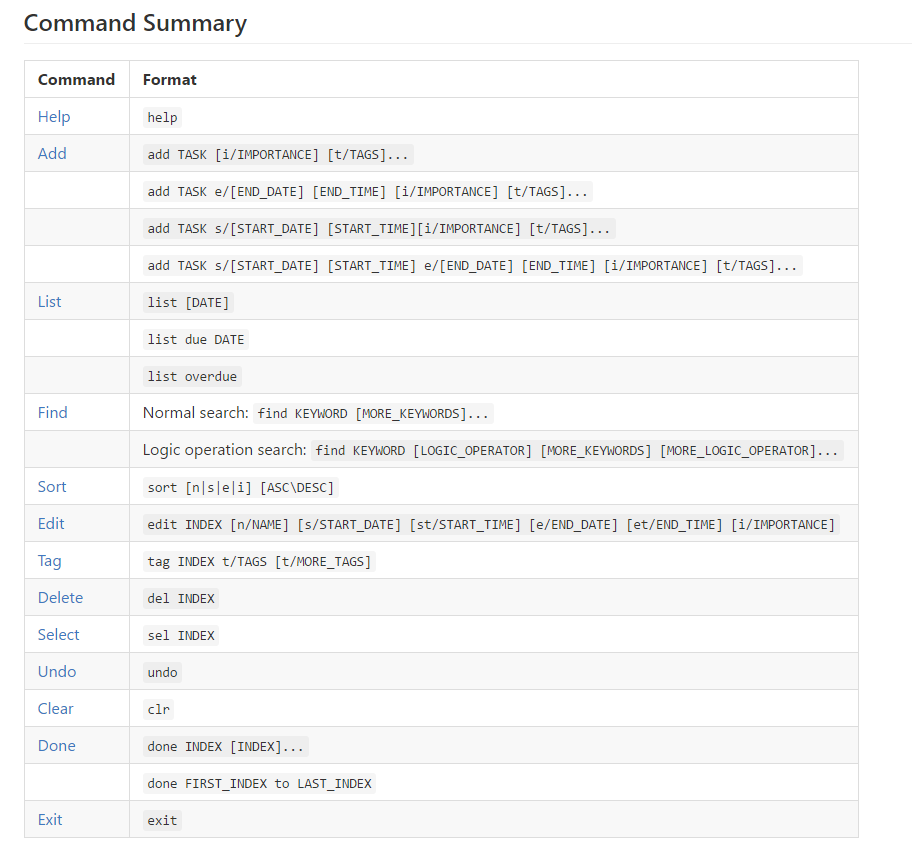 Command Summary
Command Format
Help help
Add add TASK [i/IMPORTANCE] [t/TAGS]...
add TASK e/[END_DATE] [END_TIME] [i/IMPORTANCE] [t/TAGS]...
add TASK s/[START_DATE] [START_TIME][i/IMPORTANCE] [t/TAGS]...
add TASK s/[START_DATE] [START_TIME] e/[END_DATE] [END_TIME] [i/IMPORTANCE] [t/TAGS]...
List list [DATE]
list due DATE
list overdue
Find Normal search: find KEYWORD [MORE_KEYWORDS]...
Logic operation search: find KEYWORD [LOGIC_OPERATOR] [MORE_KEYWORDS] [MORE_LOGIC_OPERATOR]...
Sort sort [n|s|e|i] [ASC\DESC]
Edit edit INDEX [n/NAME] [s/START_DATE] [st/START_TIME] [e/END_DATE] [et/END_TIME] [i/IMPORTANCE]
Tag tag INDEX t/TAGS [t/MORE_TAGS]
Delete del INDEX
Select sel INDEX
Undo undo
Clear clr
Done done INDEX [INDEX]...
done FIRST_INDEX to LAST_INDEX
Exit exit